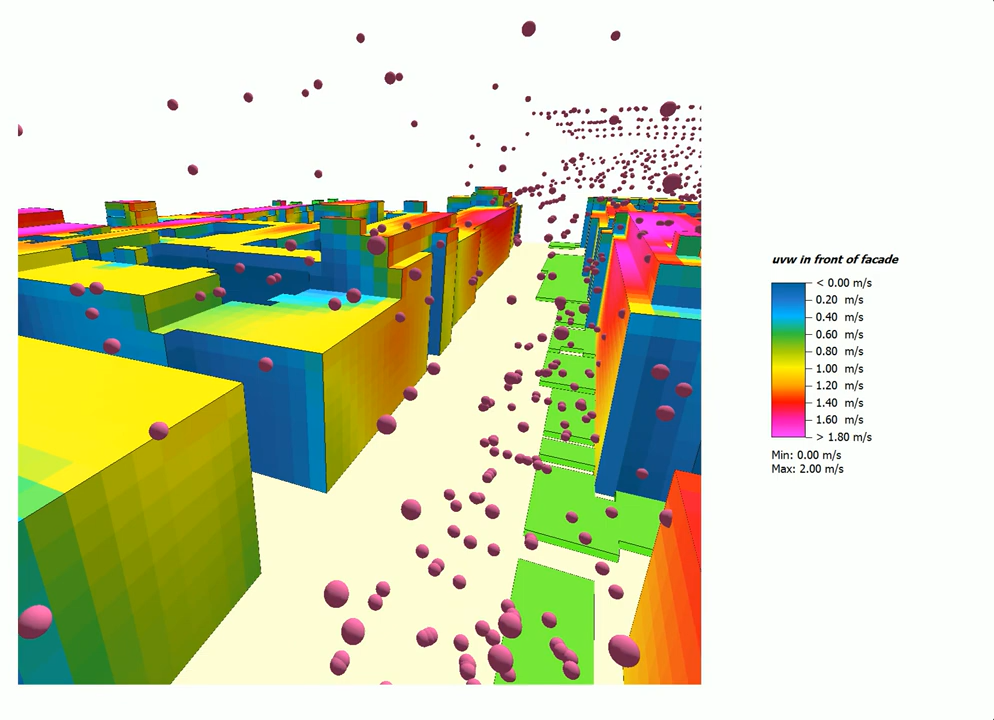 uvw in front of facade
< 0.00 m/s
0.20 m/s
0.40 m/s
0.60 m/s
0.80 m/s
1.00 m/s
1.20 m/s
1.40 m/s
1.60 m/s
> 1.80 m/s
Min: 0.00 m/s
Max: 2.00 m/s